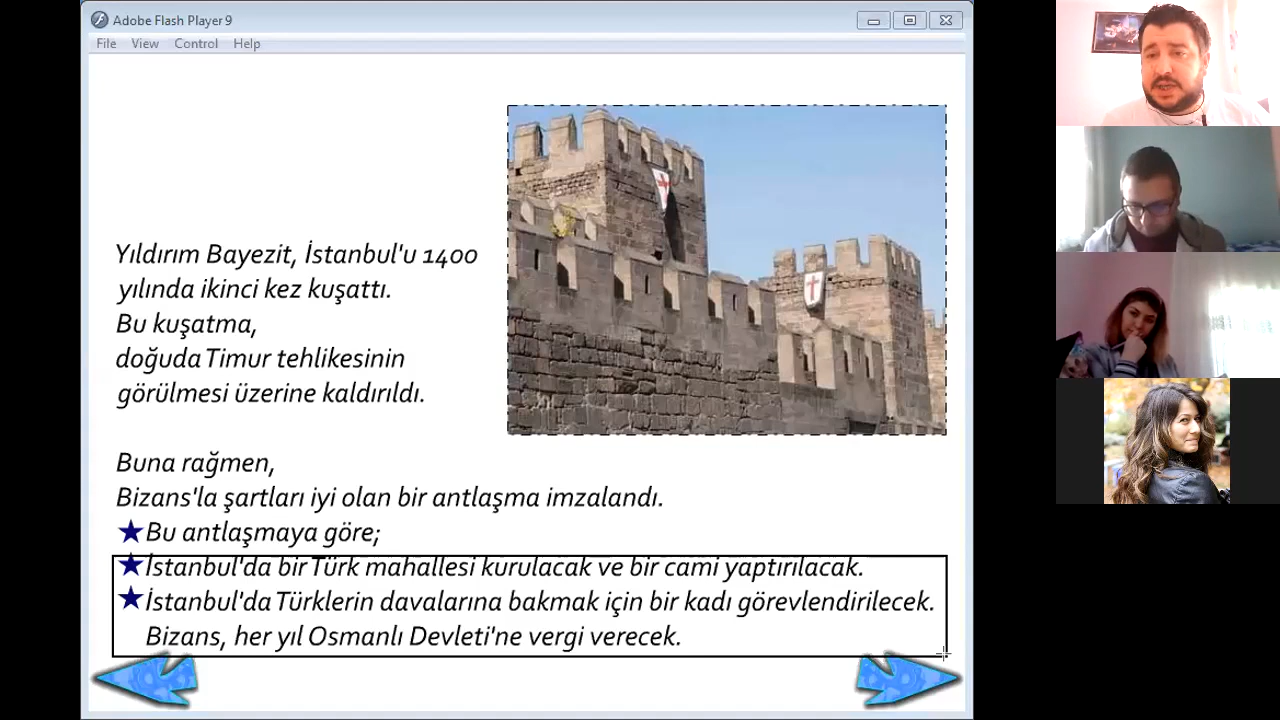 Adobe Flash Player 9
File View Control Help
Yıldırım Bayezit, İstanbul'u 1400
yılında ikinci kez kuşattı.
Bu kuşatma,
doğuda Timur tehlikesinin
görülmesi üzerine kaldırıldı.
Buna rağmen,
Bizans'la şartları iyi olan bir antlaşma imzalandı.
Bu antlaşmaya göre;
İstanbul'da bir Türk mahallesi kurulacak ve bir cami yaptırılacak.
İstanbul'da Türklerin davalarına bakmak için bir kadı görevlendirilecek.
Bizans, her yıl Osmanlı Devleti'ne vergi verecek.